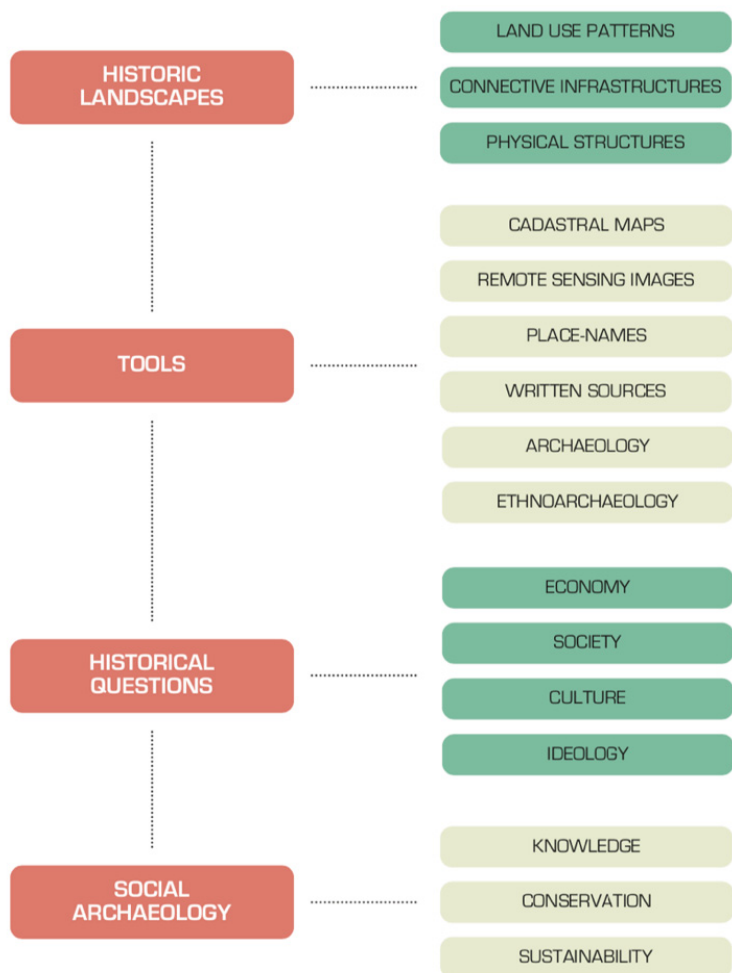 HISTORIC
LANDSCAPES
LAND USE PATTERNS
CONNECTIVE INFRASTRUCTURES
PHYSICAL STRUCTURES
TOOLS
CADASTRAL MAPS
REMOTE SENSING IMAGES
PLACE-NAMES
WRITTEN SOURCES
ARCHAEOLOGY
ETHNOARCHAEOLOGY
HISTORICAL
QUESTIONS
ECONOMY
SOCIETY
CULTURE
IDEOLOGY
SOCIAL
ARCHAEOLOGY
KNOWLEDGE
CONSERVATION
SUSTAINABILITY